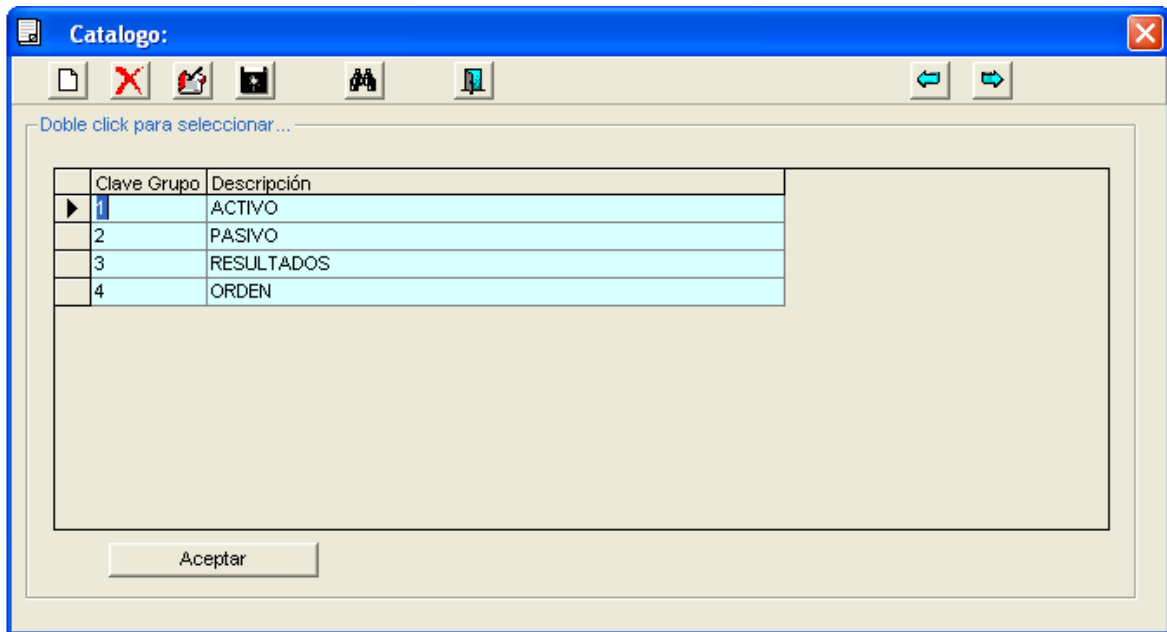 Catalogo:
Doble click para seleccionar...
Clave Grupo Descripción
1 ACTIVO
2 PASIVO
3 RESULTADOS
4 ORDEN
Aceptar